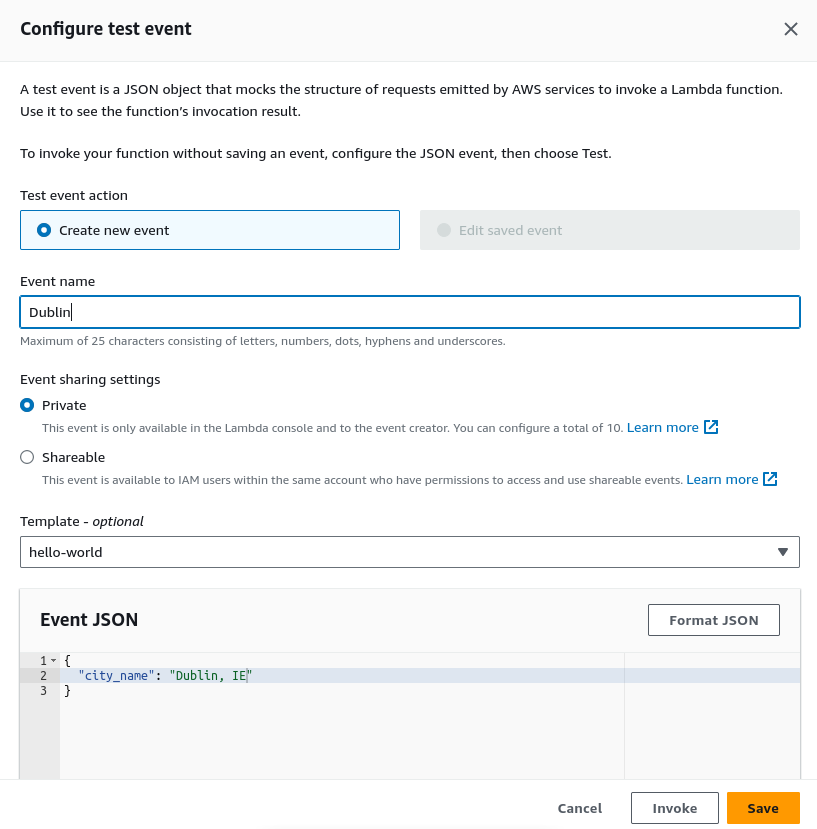 Configure test event
A test event is a JSON object that mocks the structure of requests emitted by AWS services to invoke a Lambda function.
Use it to see the function’s invocation result.
To invoke your function without saving an event, configure the JSON event, then choose Test.
Test event action
Create new event
Edit saved event
Event name
Dublin
Maximum of 25 characters consisting of letters, numbers, dots, hyphens and underscores.
Event sharing settings
Private
This event is only available in the Lambda console and to the event creator. You can configure a total of 10. Learn more
Shareable
This event is available to IAM users within the same account who have permissions to access and use shareable events. Learn more
Template - optional
hello-world
Event JSON
Format JSON
1 {
2 "city_name": "Dublin, IE"
3 }
Cancel
Invoke
Save